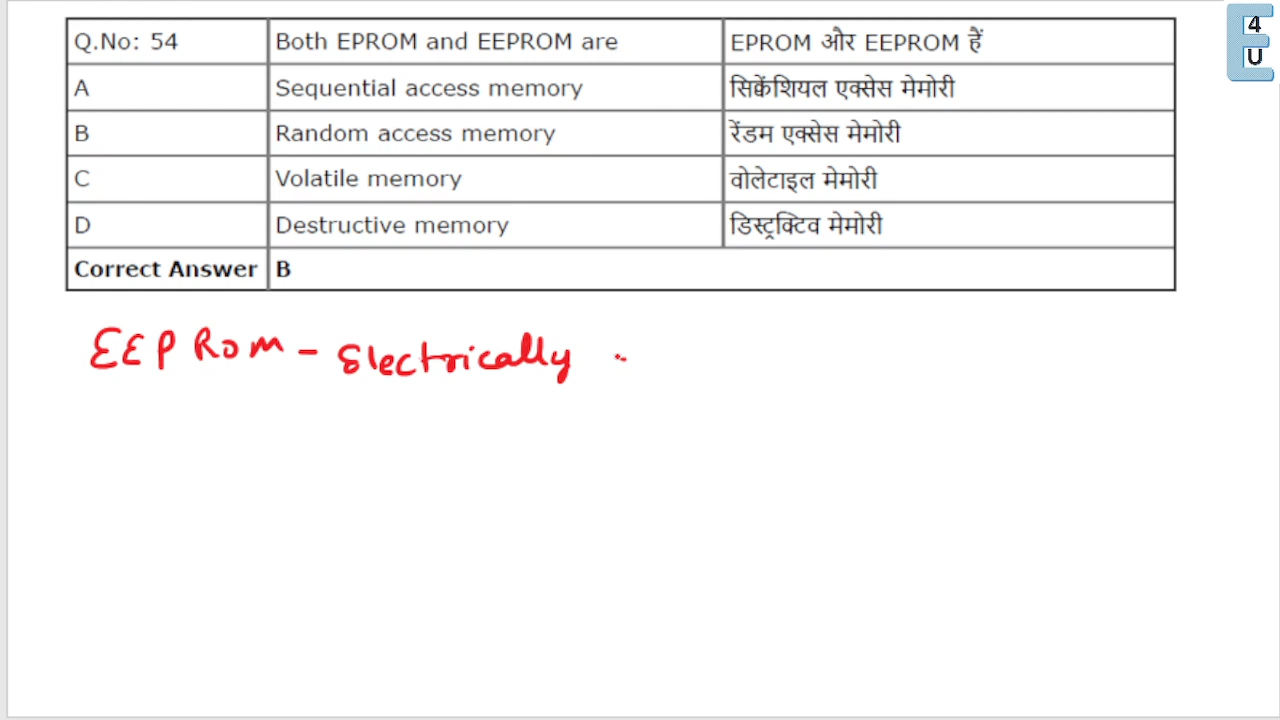 4
U
Q.No: 54 Both EPROM and EEPROM are EPROM और EEPROM हैं
A Sequential access memory सिक्वेंशियल एक्सेस मेमोरी
B Random access memory रेंडम एक्सेस मेमोरी
C Volatile memory वोलेटाइल मेमोरी
D Destructive memory डिस्ट्रक्टिव मेमोरी
Correct Answer B
EEPROM - Electrically